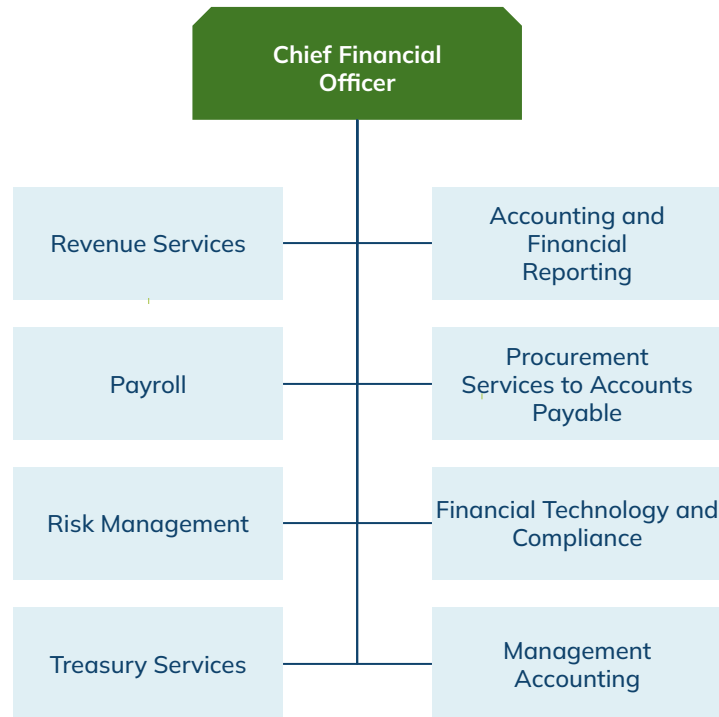 Chief Financial
Officer
Revenue Services
Accounting and
Financial
Reporting
Payroll
Procurement
Services to Accounts
Payable
Risk Management
Financial Technology and
Compliance
Treasury Services
Management
Accounting